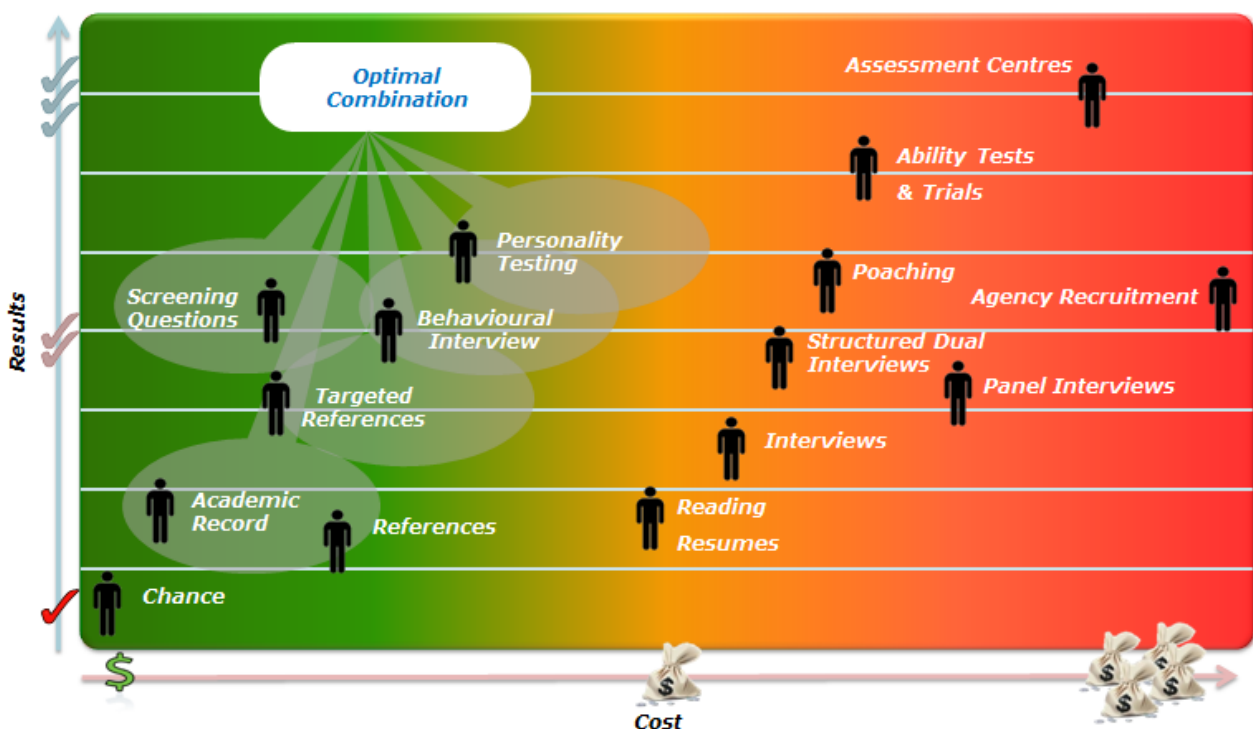 Optimal
Combination
Assessment Centres
Ability Tests
& Trials
Personality
Testing
Poaching
Agency Recruitment
Screening
Questions
Behavioural
Interview
Structured Dual
Interviews
Panel Interviews
Targeted
References
Interviews
Academic
Record
References
Reading
Resumes
Chance
Results
$
$
$
$
$
$
Cost